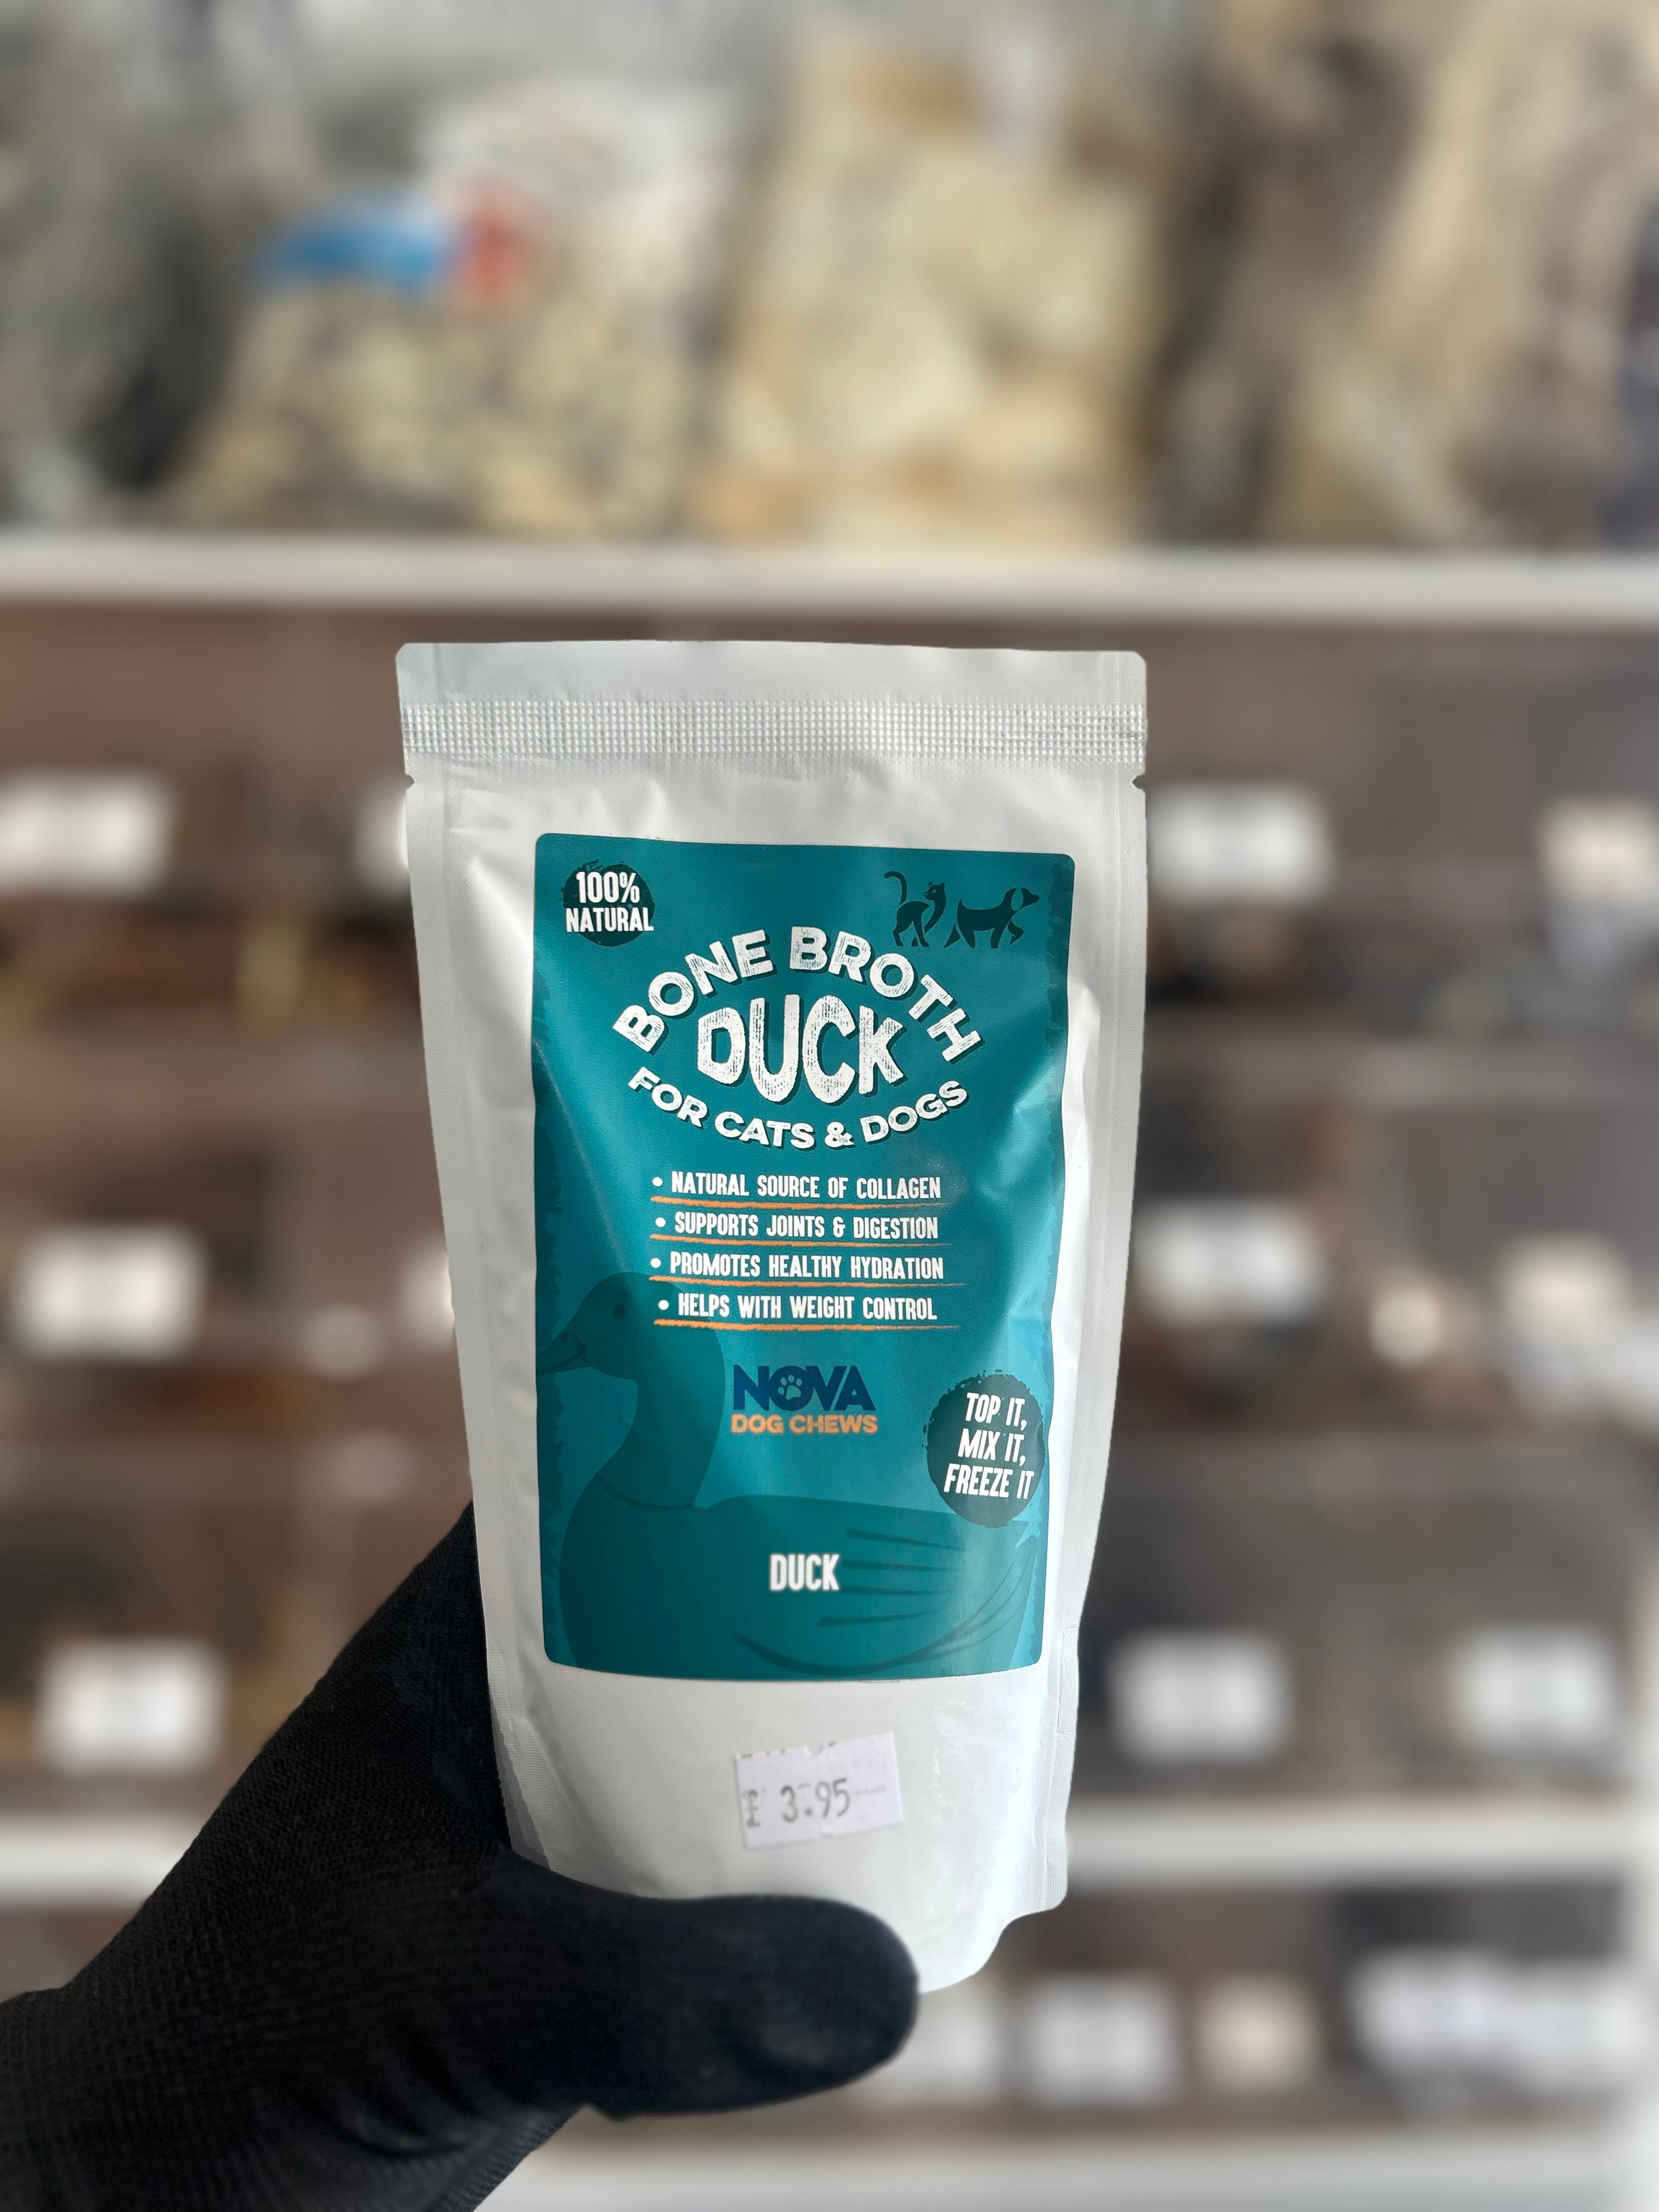 100%
NATURAL
BONE BROTH
DUCK
FOR CATS & DOGS
• NATURAL SOURCE OF COLLAGEN
• SUPPORTS JOINTS & DIGESTION
• PROMOTES HEALTHY HYDRATION
• HELPS WITH WEIGHT CONTROL
NOVA
DOG CHEWS
TOP IT,
MIX IT,
FREEZE IT
DUCK
£ 3.95